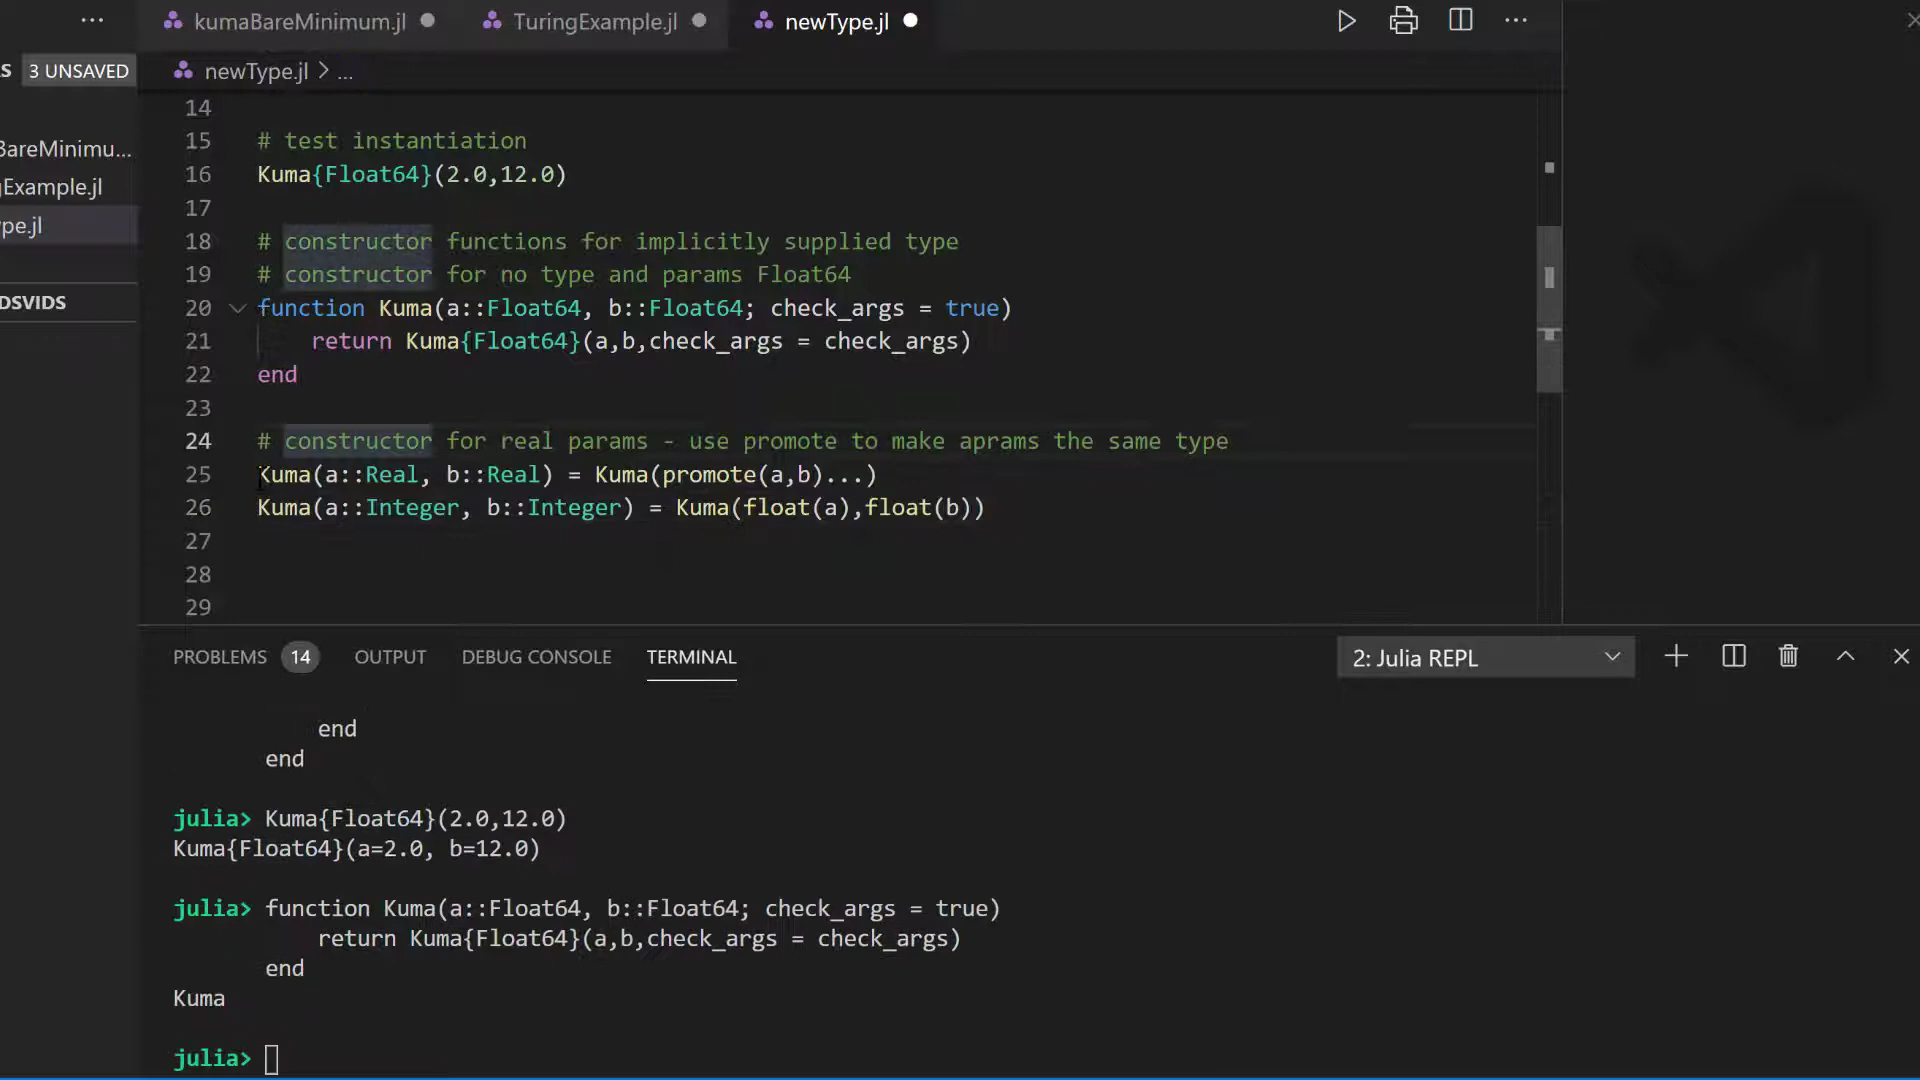 kumaBareMinimum.jl
TuringExample.jl
newType.jl
S
3 UNSAVED
newType.jl > ...
BareMinimu...
gExample.jl
pe.jl
DSVIDS
14
15 # test instantiation
16 Kuma{Float64}(2.0,12.0)
17
18 # constructor functions for implicitly supplied type
19 # constructor for no type and params Float64
20 function Kuma(a::Float64, b::Float64; check_args = true)
21 return Kuma{Float64}(a,b,check_args = check_args)
22 end
23
24 # constructor for real params - use promote to make aprams the same type
25 Kuma(a::Real, b::Real) = Kuma(promote(a,b)...)
26 Kuma(a::Integer, b::Integer) = Kuma(float(a),float(b))
27
28
29
PROBLEMS 14 OUTPUT DEBUG CONSOLE TERMINAL 2: Julia REPL
end
end
julia> Kuma{Float64}(2.0,12.0)
Kuma{Float64}(a=2.0, b=12.0)
julia> function Kuma(a::Float64, b::Float64; check_args = true)
return Kuma{Float64}(a,b,check_args = check_args)
end
Kuma
julia>